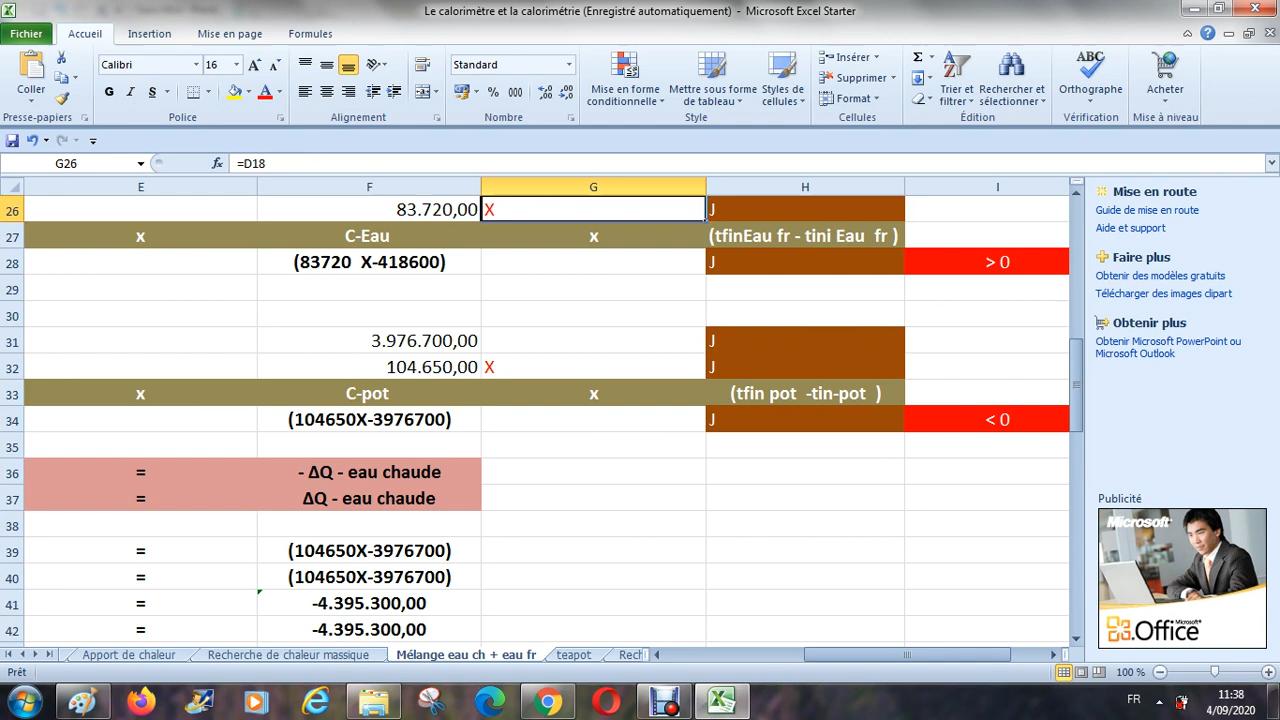 Le calorimètre et la calorimétrie (Enregistré automatiquement) - Microsoft Excel Starter
Fichier Accueil Insertion Mise en page Formules
Coller
Presse-papiers
Calibri 16
G I S
Police
Alignement
Standard
% 000
Nombre
Mise en forme conditionnelle
Mettre sous forme de tableau
Styles de cellules
Style
Insérer
Supprimer
Format
Cellules
Σ
Trier et filtrer
Rechercher et sélectionner
Édition
ABC
Orthographe
Vérification
Acheter
Mise à niveau
G26 fx =D18
E F G H I
26 83.720,00 X J
27 x C-Eau x (tfinEau fr - tini Eau fr )
28 (83720 X-418600) J > 0
29
30
31 3.976.700,00 J
32 104.650,00 X J
33 x C-pot x (tfin pot -tin-pot )
34 (104650X-3976700) J < 0
35
36 = - ΔQ - eau chaude
37 = ΔQ - eau chaude
38
39 = (104650X-3976700)
40 = (104650X-3976700)
41 = -4.395.300,00
42 = -4.395.300,00
Mise en route
Guide de mise en route
Aide et support
Faire plus
Obtenir des modèles gratuits
Télécharger des images clipart
Obtenir plus
Obtenir Microsoft PowerPoint ou
Microsoft Outlook
Publicité
Microsoft
Office
Apport de chaleur Recherche de chaleur massique Mélange eau ch + eau fr teapot Rech
Prêt 100 %
FR 11:38
4/09/2020